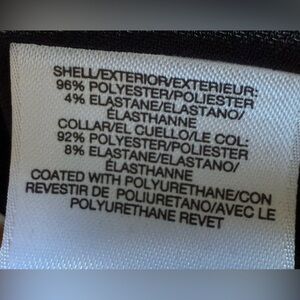 SHELL/EXTERIOR/EXTERIEUR:
96% POLYESTER/POLIESTER
4% ELASTANE/ELASTANO/
ÉLASTHANNE
COLLAR/EL CUELLO/LE COL:
92% POLYESTER/POLIESTER
8% ELASTANE/ELASTANO/
ÉLASTHANNE
COATED WITH POLYURETHANE/CON
REVESTIR DE POLIURETANO/AVEC LE
POLYURETHANE REVET